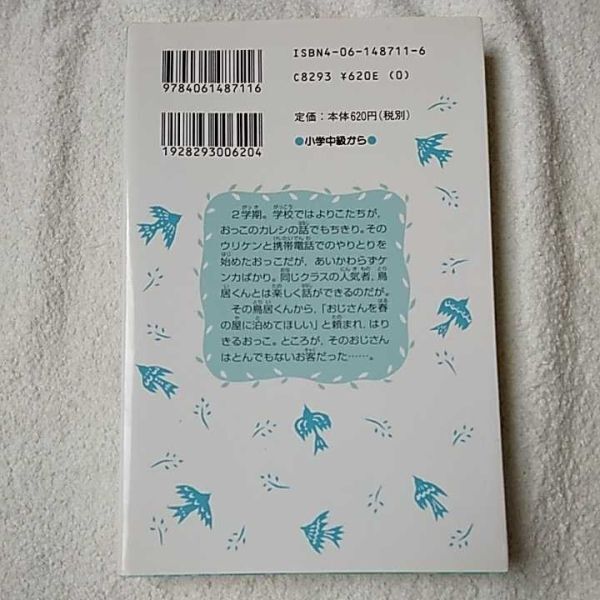 ISBN4-06-148711-6
9784061487116
C8293 ¥620E (0)
定価：本体620円（税別）
1928293006204
●小学中級から●
２学期。学校ではよりこたちが、
おっこのカレシの話でもちきり。その
ウリケンと携帯電話でのやりとりを
始めたおっこだが、あいかわらずケ
ンカばかり。同じクラスの人気者、鳥
居くんとは楽しく話ができるのだが。
その鳥居くんから、「おじさんを春
の屋に泊めてほしい」と頼まれ、はり
きるおっこ。ところが、そのおじさん
はとんでもないお客だった……。